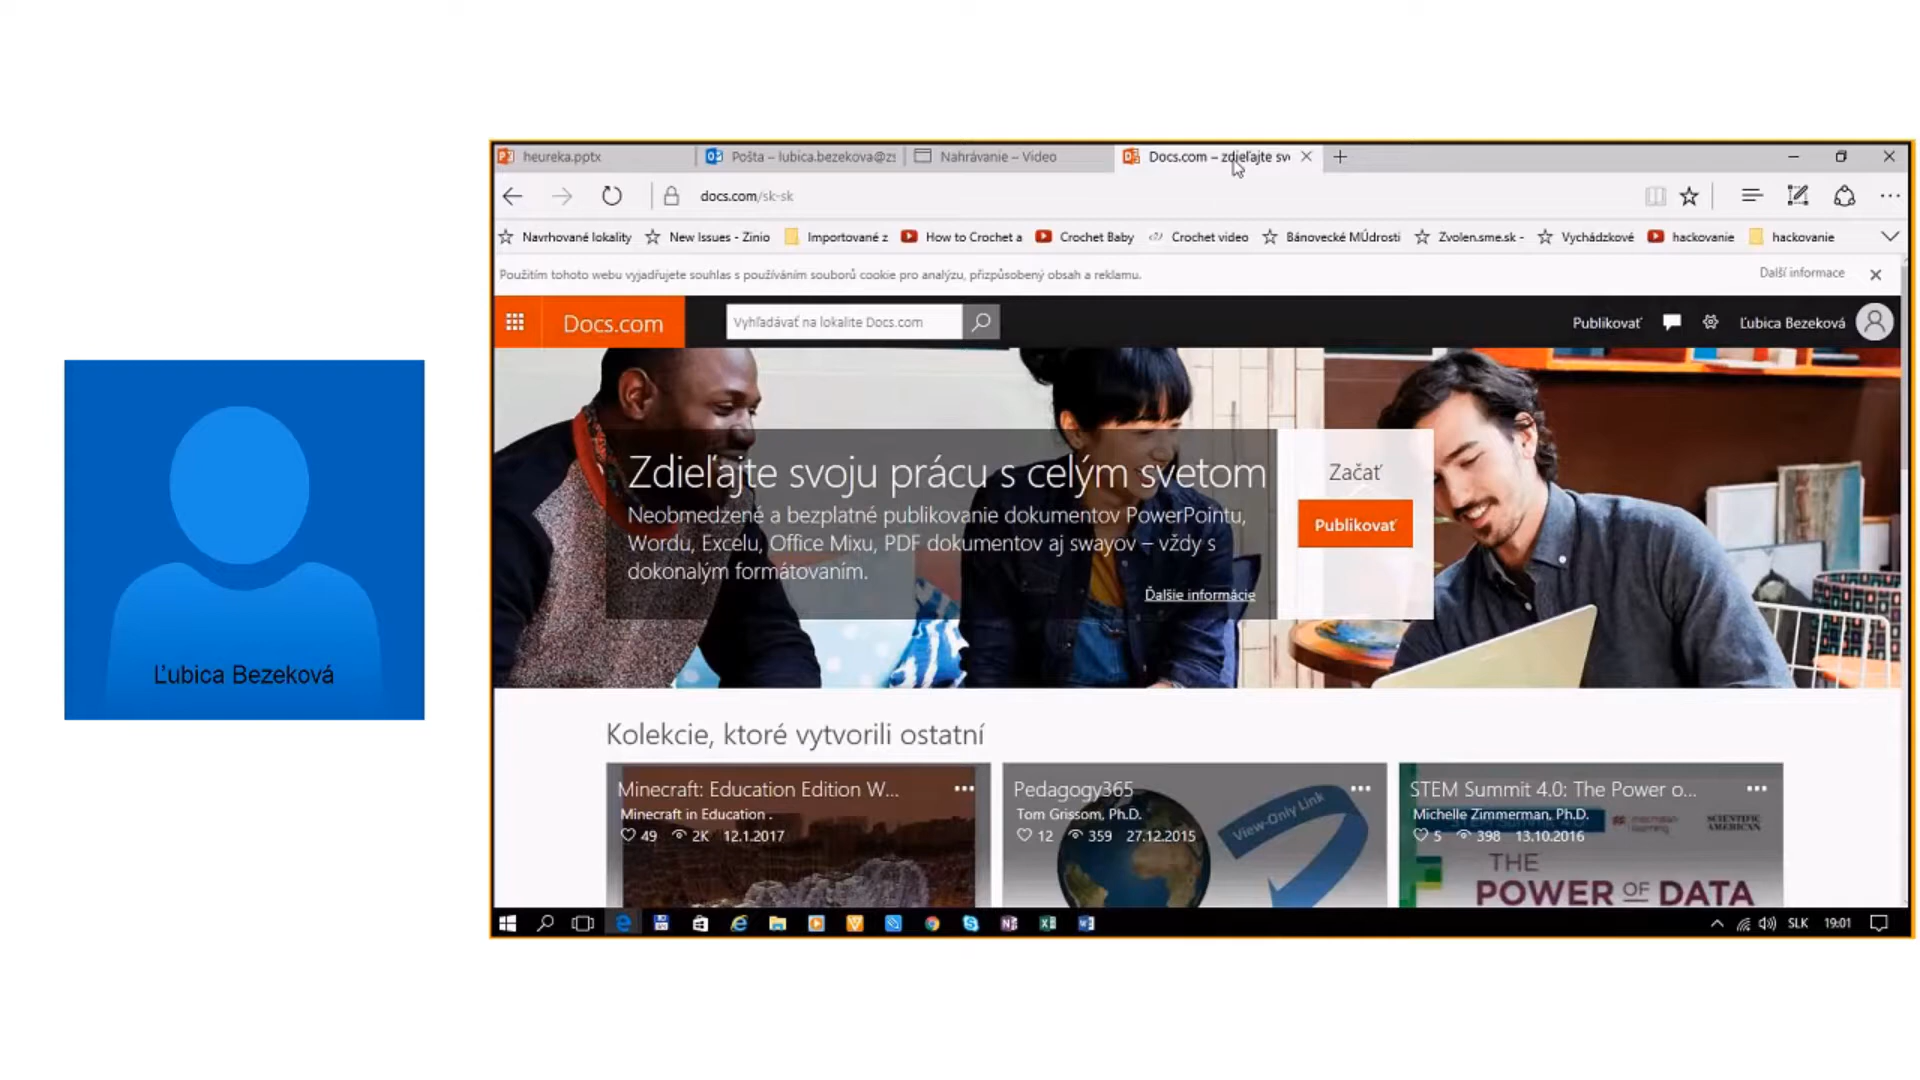 heureka.pptx
Pošta – lubica.bezekova@zs
Nahrávanie – Video
Docs.com – zdieľajte svo
docs.com/sk-sk
Navrhované lokality
New Issues - Zinio
Importované z
How to Crochet a
Crochet Baby
Crochet video
Bánovecké MÚdrosti
Zvolen.sme.sk -
Vychádzkové
hackovanie
hackovanie
Použitím tohoto webu vyjadřujete souhlas s používáním souborů cookie pro analýzu, přizpůsobený obsah a reklamu.
Další informace
Docs.com
Vyhľadávať na lokalite Docs.com
Publikovať
Ľubica Bezeková
Zdieľajte svoju prácu s celým svetom
Neobmedzené a bezplatné publikovanie dokumentov PowerPointu,
Wordu, Excelu, Office Mixu, PDF dokumentov aj swayov – vždy s
dokonalým formátovaním.
Ďalšie informácie
Začať
Publikovať
Ľubica Bezeková
Kolekcie, ktoré vytvorili ostatní
Minecraft: Education Edition W...
Minecraft in Education .
49 2K 12.1.2017
Pedagogy365
Tom Grissom, Ph.D.
12 359 27.12.2015
View-Only Link
STEM Summit 4.0: The Power o...
Michelle Zimmerman, Ph.D.
5 398 13.10.2016
SCIENTIFIC
AMERICAN
THE
POWER OF DATA
SLK 19:01